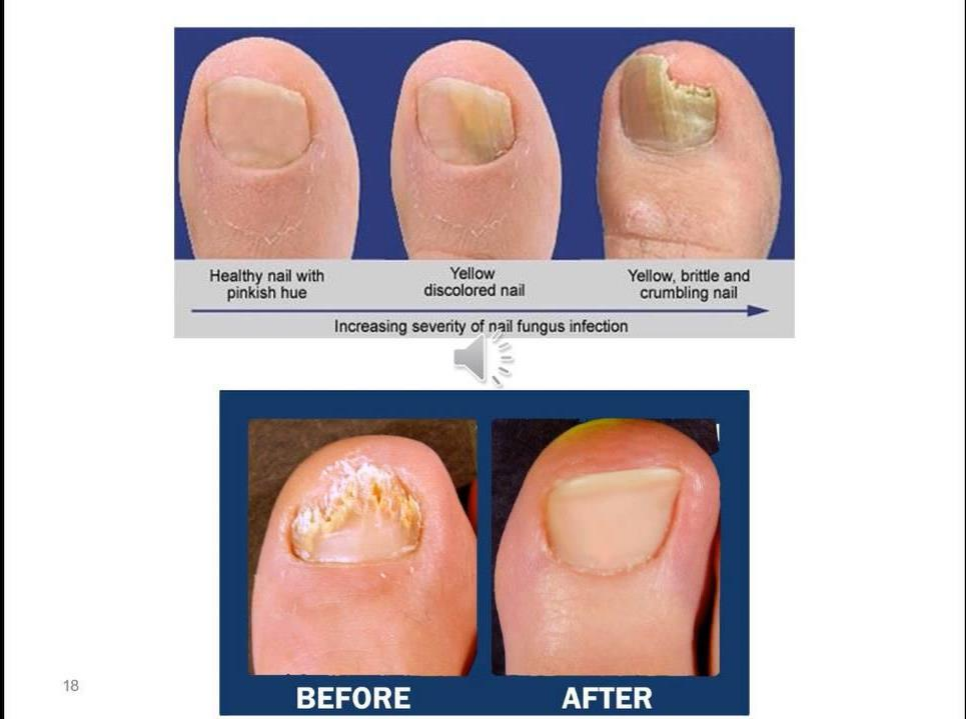 Healthy nail with
pinkish hue
Yellow
discolored nail
Yellow, brittle and
crumbling nail
Increasing severity of nail fungus infection
BEFORE
AFTER
18